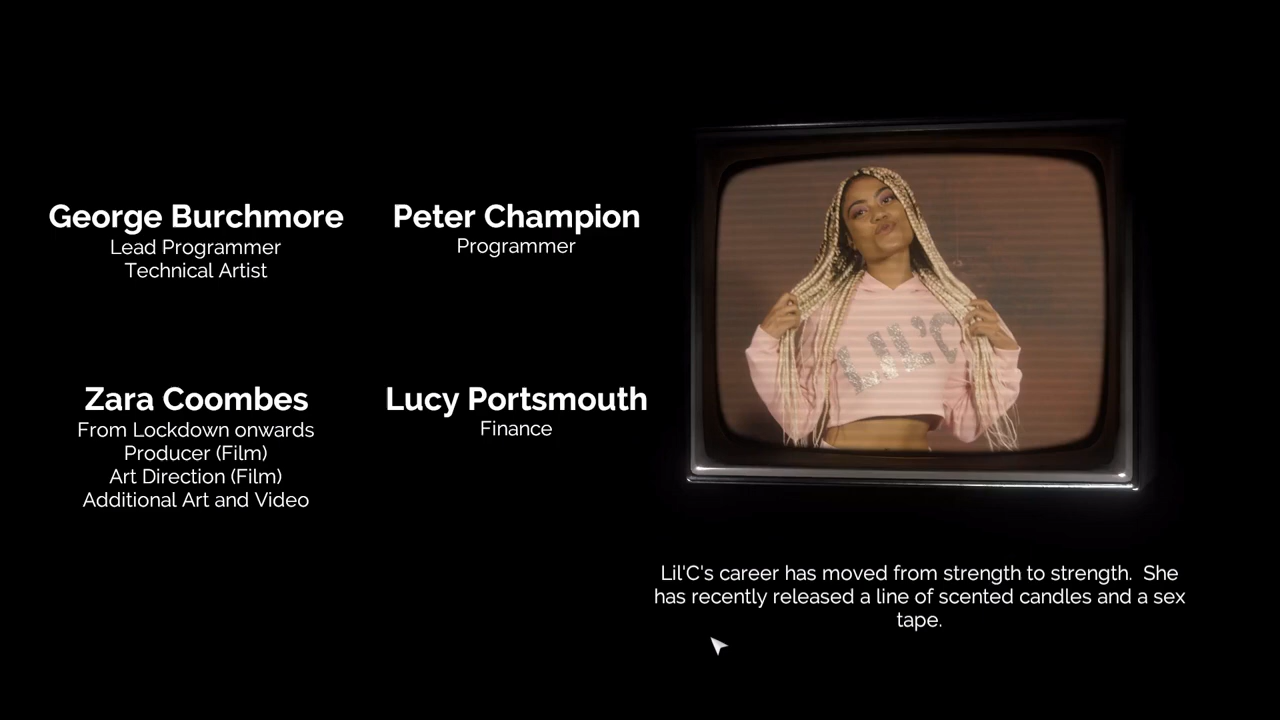 George Burchmore
Lead Programmer
Technical Artist
Peter Champion
Programmer
Zara Coombes
From Lockdown onwards
Producer (Film)
Art Direction (Film)
Additional Art and Video
Lucy Portsmouth
Finance
LIL'C
Lil'C's career has moved from strength to strength.  She
has recently released a line of scented candles and a sex
tape.